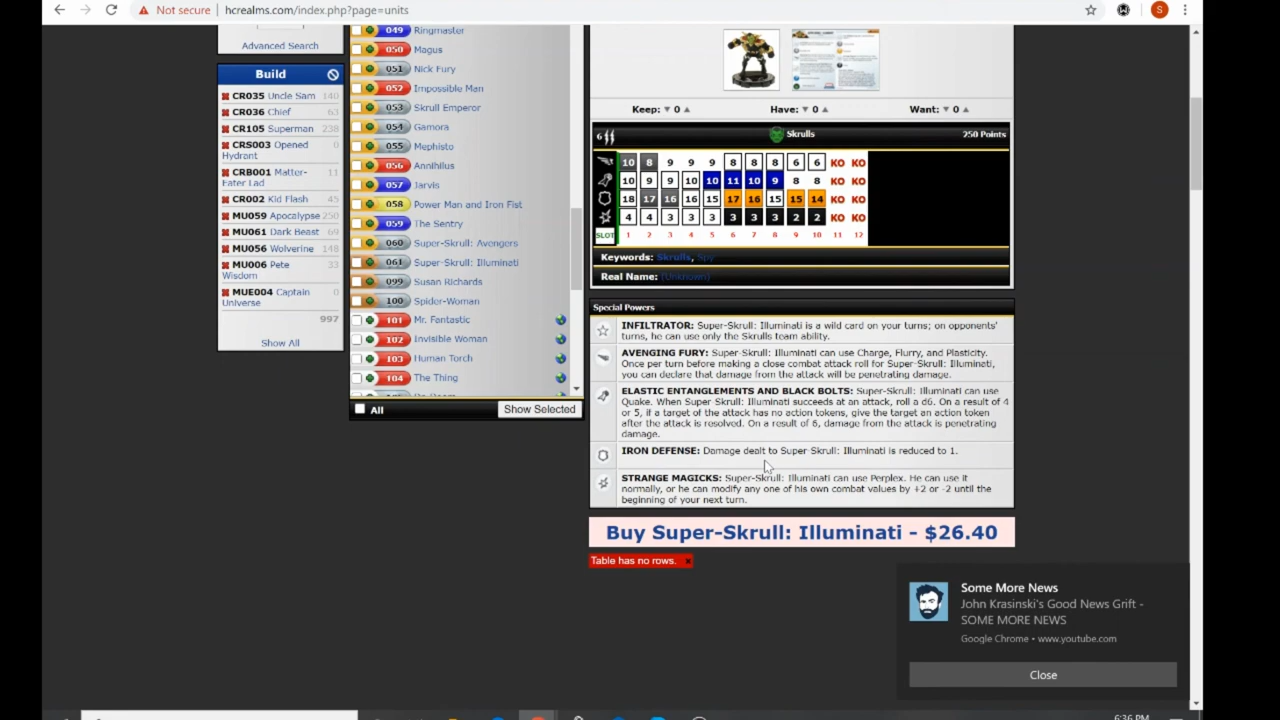 Not secure hcrealms.com/index.php?page=units
S
Advanced Search
Build
CR035 Uncle Sam 140
CR036 Chief 63
CR105 Superman 238
CRS003 Opened 0
Hydrant
CRB001 Matter- 11
Eater Lad
CR002 Kid Flash 45
MU059 Apocalypse 250
MU061 Dark Beast 69
MU056 Wolverine 148
MU006 Pete 33
Wisdom
MUE004 Captain 0
Universe
997
Show All
049 Ringmaster
050 Magus
051 Nick Fury
052 Impossible Man
053 Skrull Emperor
054 Gamora
055 Mephisto
056 Annihilus
057 Jarvis
058 Power Man and Iron Fist
059 The Sentry
060 Super-Skrull: Avengers
061 Super-Skrull: Illuminati
099 Susan Richards
100 Spider-Woman
101 Mr. Fantastic
102 Invisible Woman
103 Human Torch
104 The Thing
All Show Selected
Keep: 0 Have: 0 Want: 0
6 Skrulls 250 Points
10 8 9 9 9 8 8 8 6 6 KO KO
10 9 9 10 10 11 10 9 8 8 KO KO
18 17 16 16 15 17 16 15 15 14 KO KO
4 4 3 3 3 3 3 3 2 2 KO KO
SLOT 1 2 3 4 5 6 7 8 9 10 11 12
Keywords: Skrulls, Spy
Real Name: (Unknown)
Special Powers
INFILTRATOR: Super-Skrull: Illuminati is a wild card on your turns; on opponents'
turns, he can use only the Skrulls team ability.
AVENGING FURY: Super-Skrull: Illuminati can use Charge, Flurry, and Plasticity.
Once per turn before making a close combat attack roll for Super-Skrull: Illuminati,
you can declare that damage from the attack will be penetrating damage.
ELASTIC ENTANGLEMENTS AND BLACK BOLTS: Super-Skrull: Illuminati can use
Quake. When Super Skrull: Illuminati succeeds at an attack, roll a d6. On a result of 4
or 5, if a target of the attack has no action tokens, give the target an action token
after the attack is resolved. On a result of 6, damage from the attack is penetrating
damage.
IRON DEFENSE: Damage dealt to Super-Skrull: Illuminati is reduced to 1.
STRANGE MAGICKS: Super-Skrull: Illuminati can use Perplex. He can use it
normally, or he can modify any one of his own combat values by +2 or -2 until the
beginning of your next turn.
Buy Super-Skrull: Illuminati - $26.40
Table has no rows. x
Some More News
John Krasinski's Good News Grift -
SOME MORE NEWS
Google Chrome • www.youtube.com
Close
6:36 PM